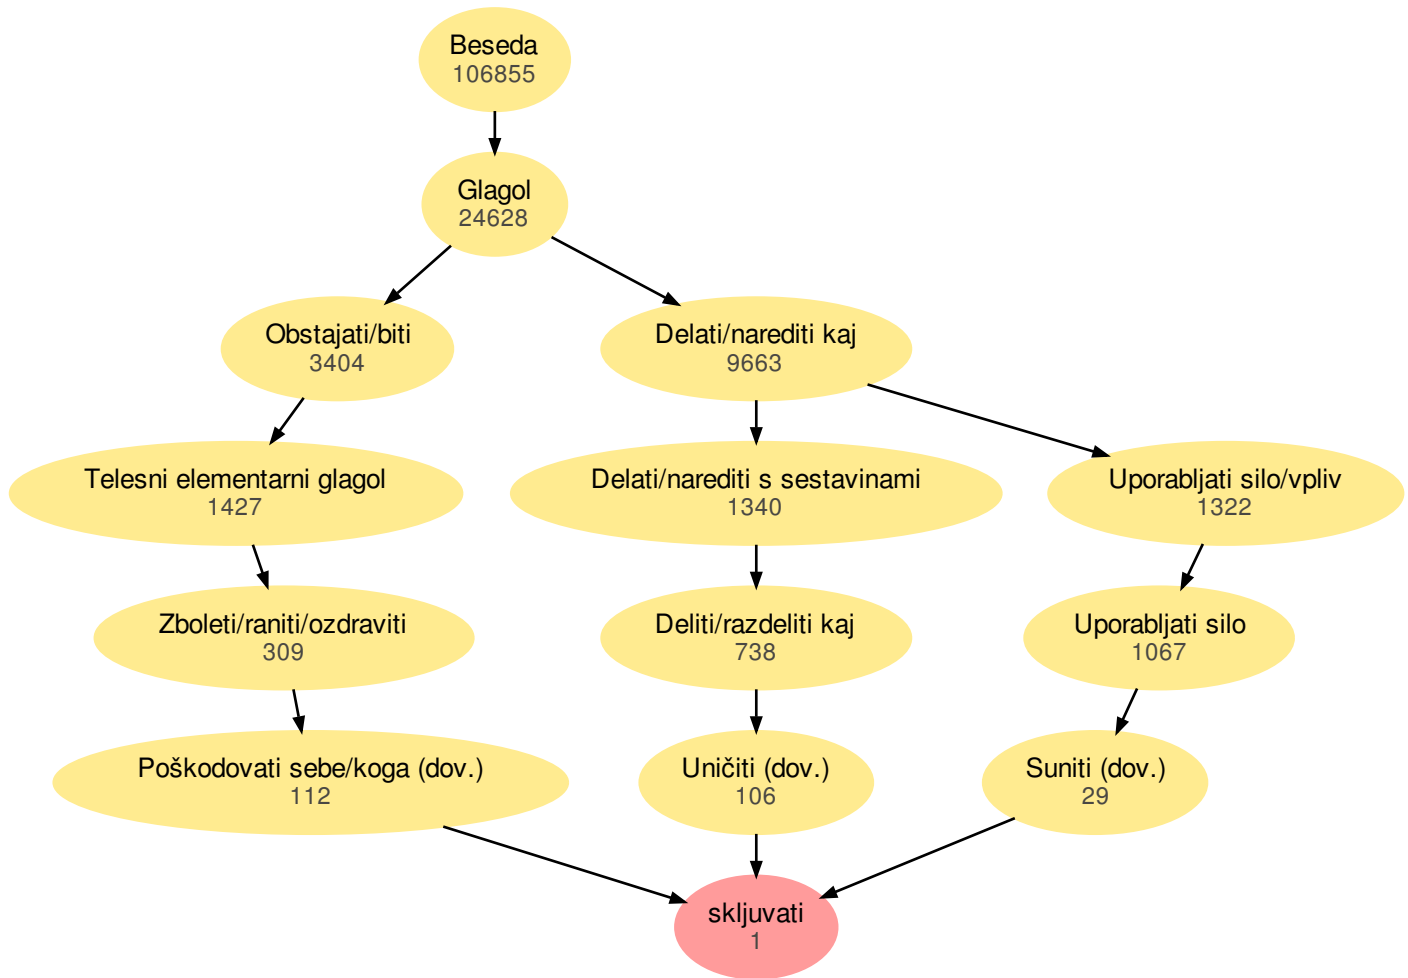 Beseda
106855
Glagol
24628
Obstajati/biti
3404
Delati/narediti kaj
9663
Telesni elementarni glagol
1427
Delati/narediti s sestavinami
1340
Uporabljati silo/vpliv
1322
Zboleti/raniti/ozdraviti
309
Deliti/razdeliti kaj
738
Uporabljati silo
1067
Poškodovati sebe/koga (dov.)
112
Uničiti (dov.)
106
Suniti (dov.)
29
skljuvati
1